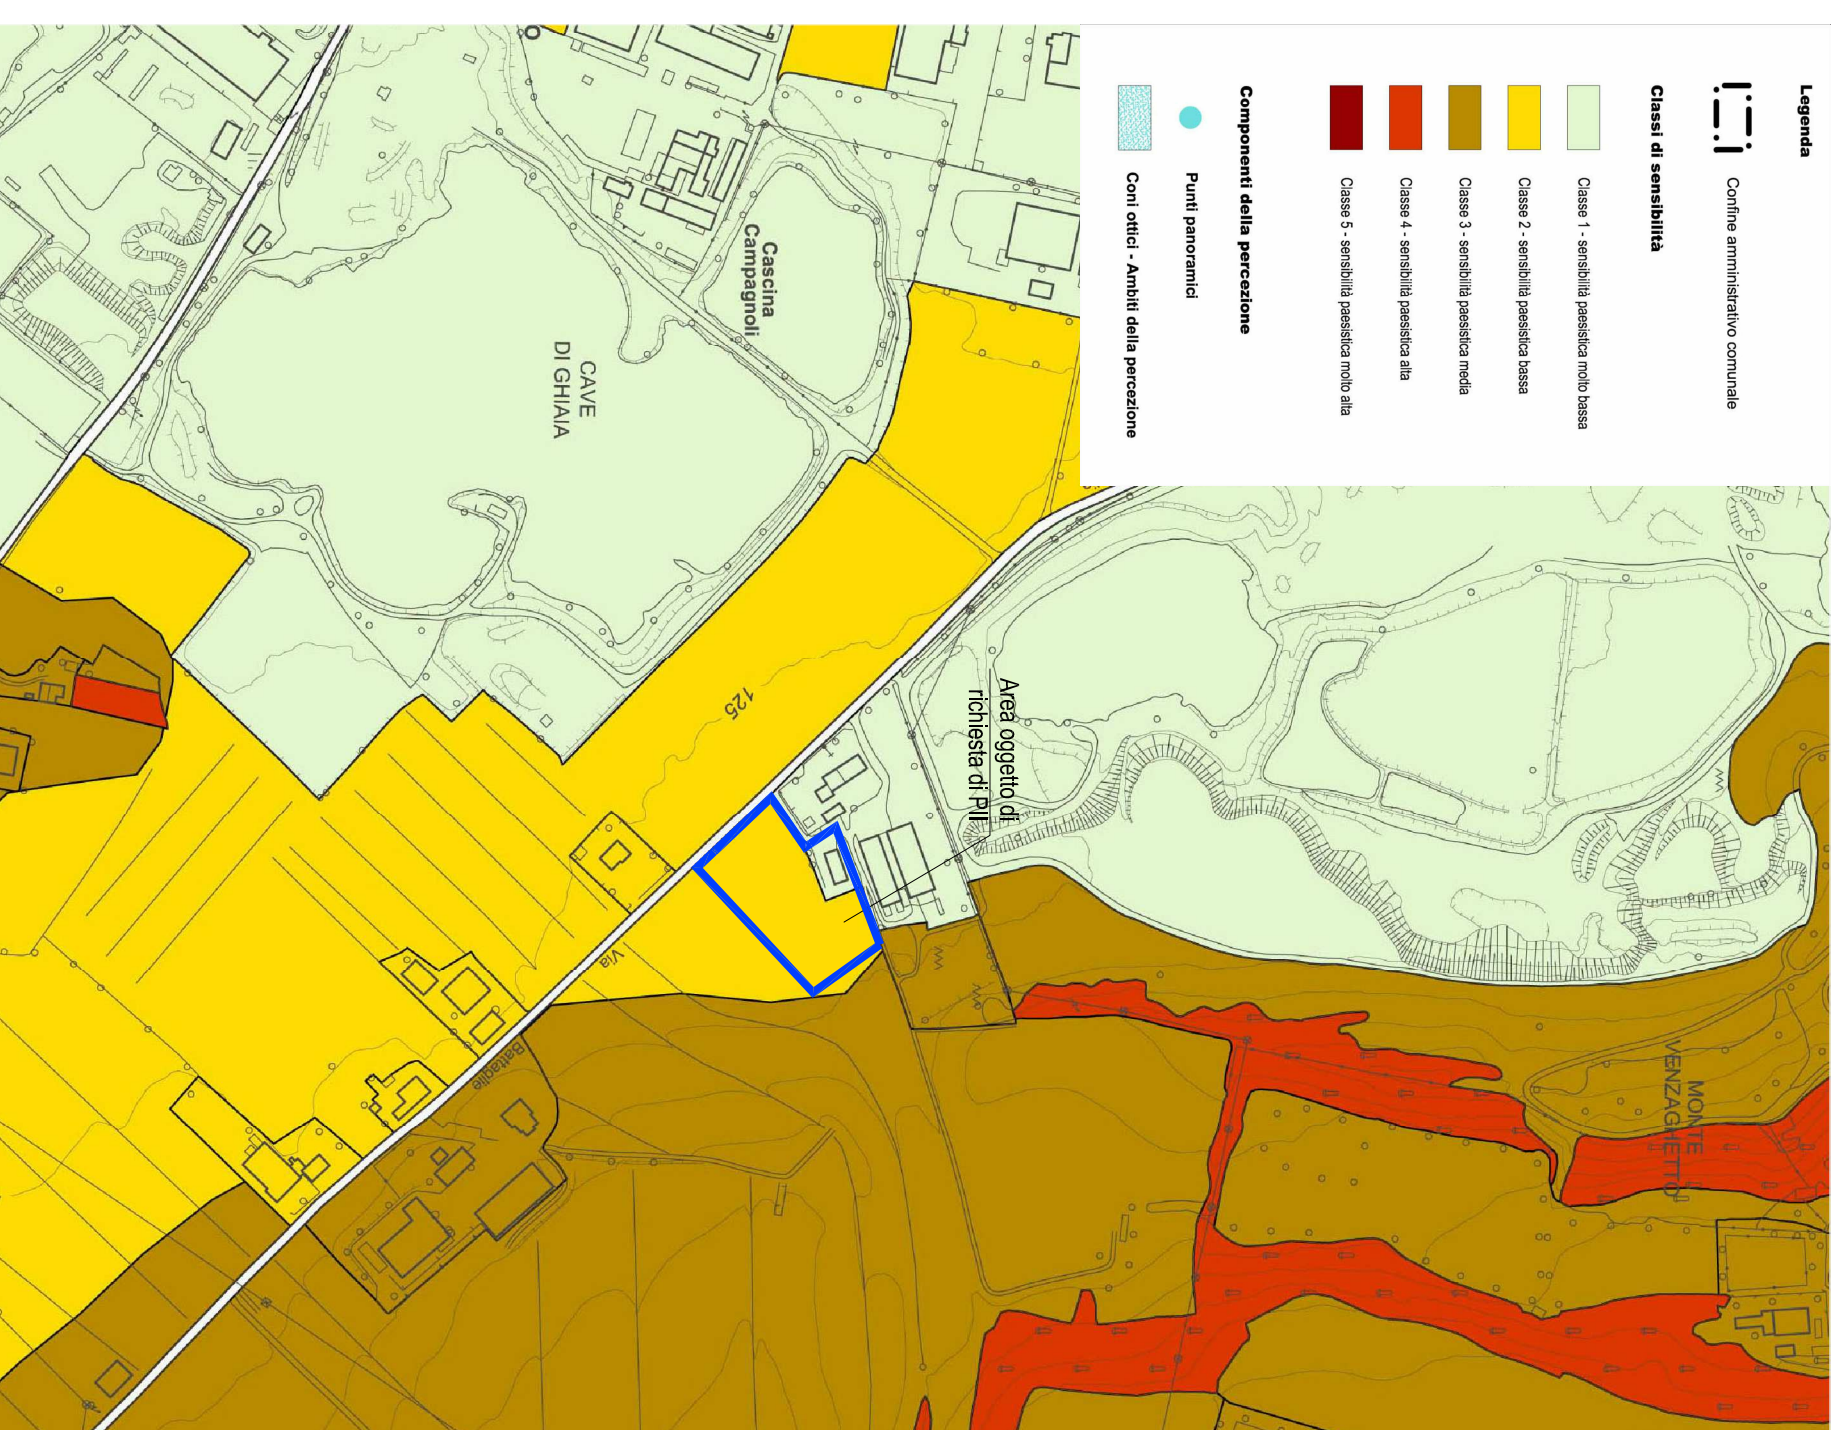 Legenda
Confine amministrativo comunale
Classi di sensibilità
Classe 1 - sensibilità paesistica molto bassa
Classe 2 - sensibilità paesistica bassa
Classe 3 - sensibilità paesistica media
Classe 4 - sensibilità paesistica alta
Classe 5 - sensibilità paesistica molto alta
Componenti della percezione
Punti panoramici
Coni ottici - Ambiti della percezione
Cascina
Campagnoli
CAVE
DI GHIAIA
125
Area oggetto di
richiesta di PII
Via
Battaglie
MONTE
VENZAGHETTO
O